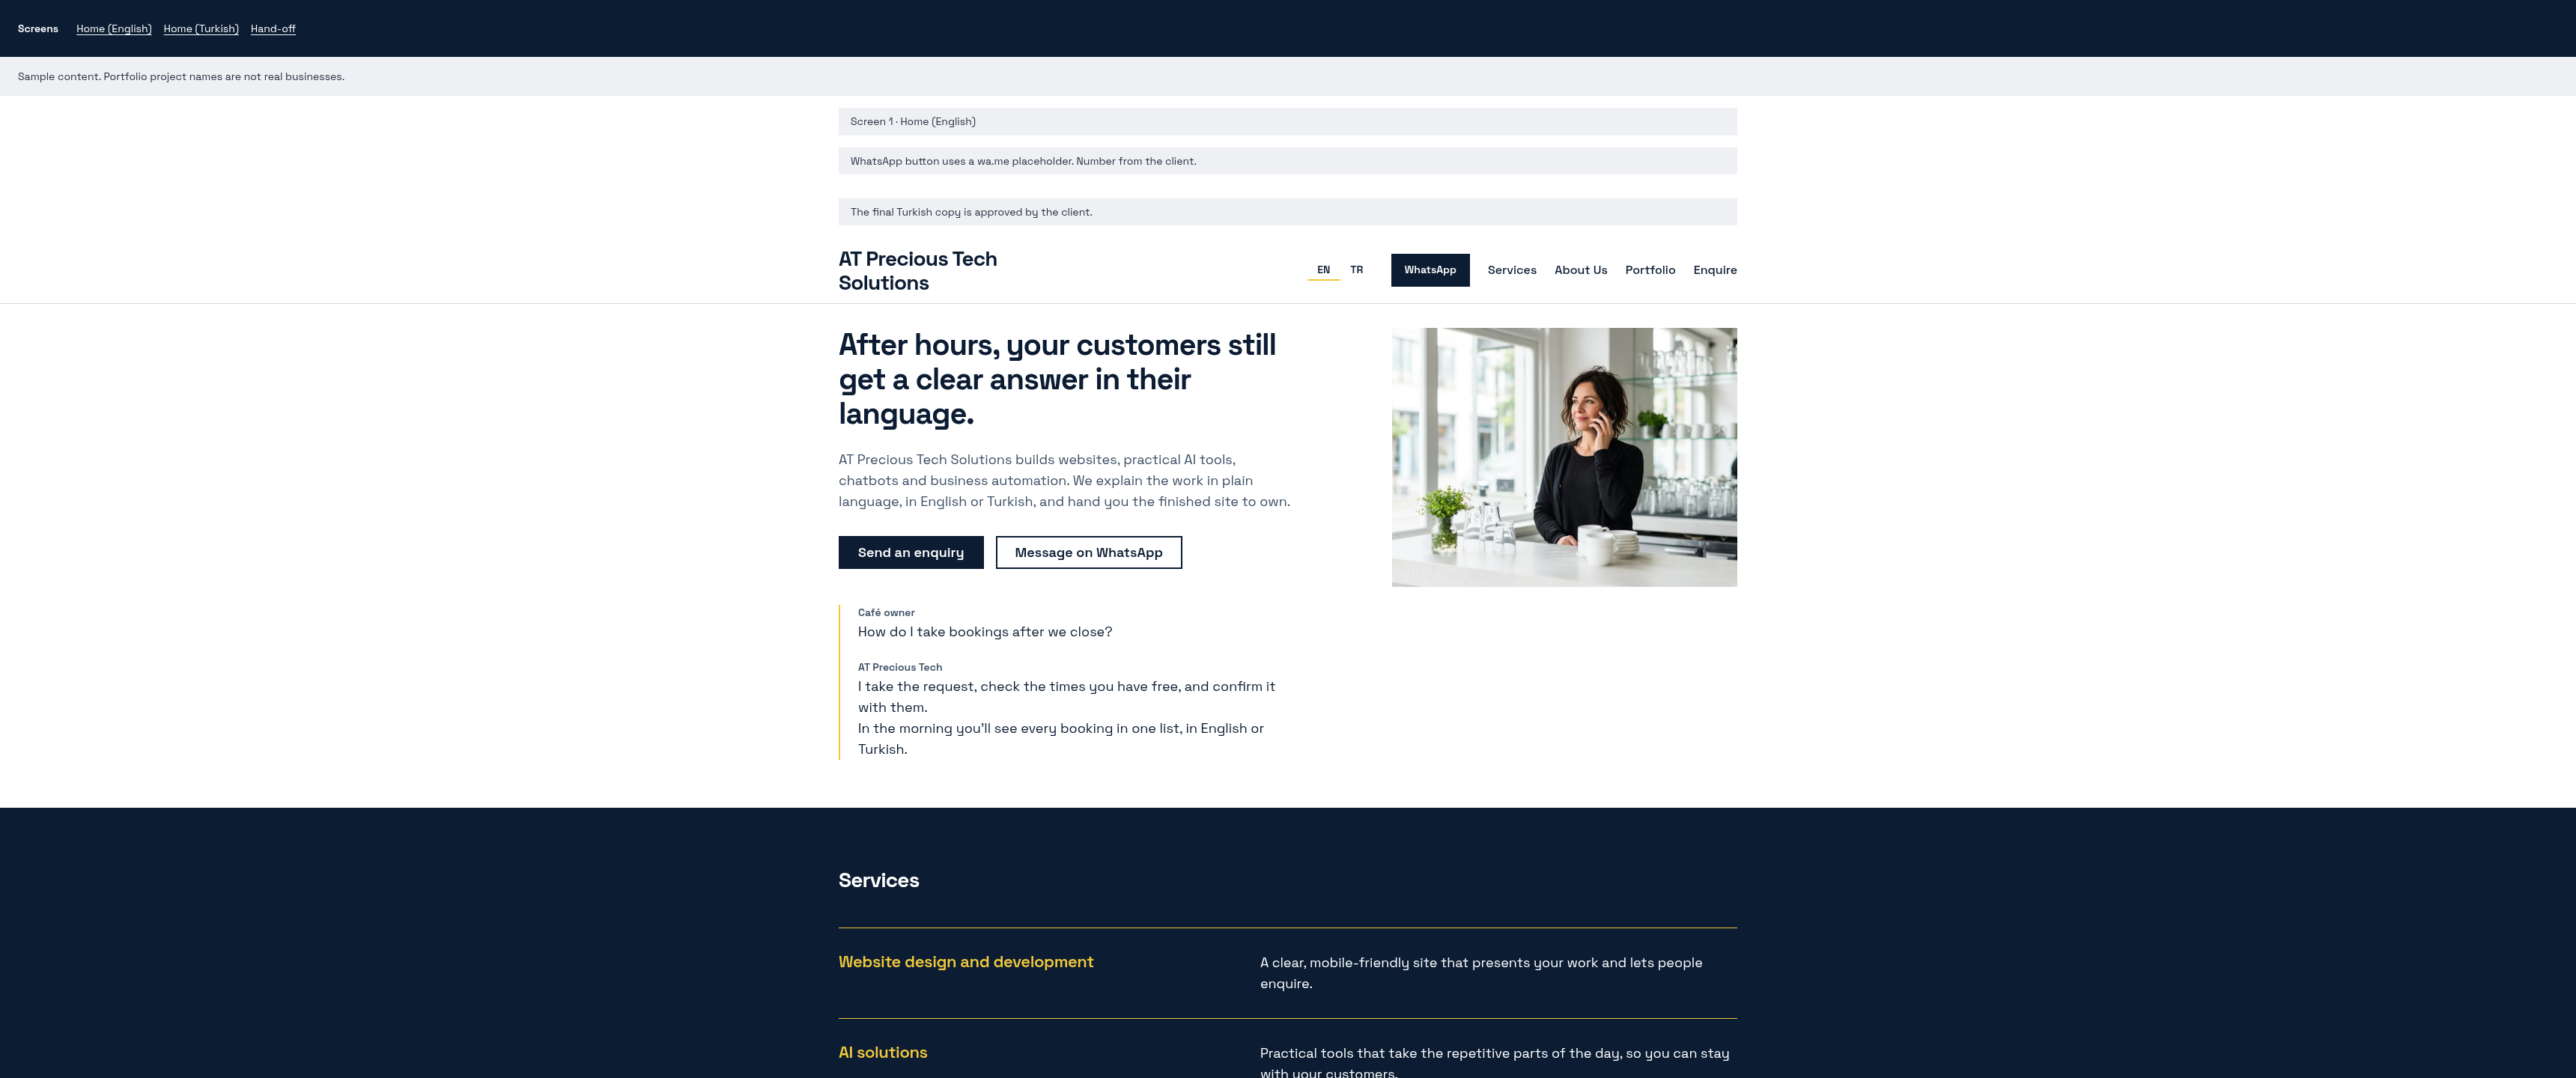 Screens Home (English) Home (Turkish) Hand-off
Sample content. Portfolio project names are not real businesses.
Screen 1 · Home (English)
WhatsApp button uses a wa.me placeholder. Number from the client.
The final Turkish copy is approved by the client.
AT Precious Tech
Solutions
EN TR WhatsApp Services About Us Portfolio Enquire
After hours, your customers still
get a clear answer in their
language.
AT Precious Tech Solutions builds websites, practical AI tools,
chatbots and business automation. We explain the work in plain
language, in English or Turkish, and hand you the finished site to own.
Send an enquiry Message on WhatsApp
Café owner
How do I take bookings after we close?
AT Precious Tech
I take the request, check the times you have free, and confirm it
with them.
In the morning you'll see every booking in one list, in English or
Turkish.
Services
Website design and development
A clear, mobile-friendly site that presents your work and lets people
enquire.
AI solutions
Practical tools that take the repetitive parts of the day, so you can stay
with your customers.